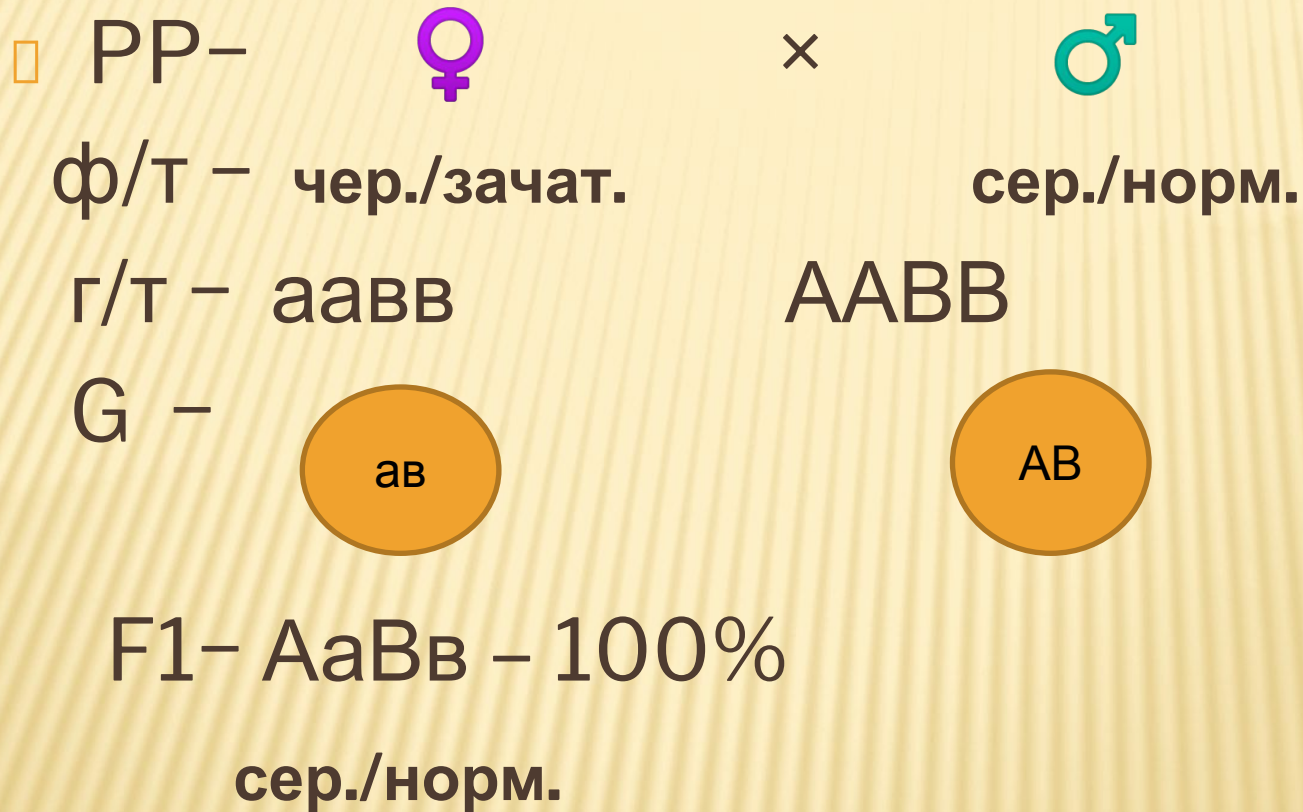 РР– ♀ × ♂
ф/т – чер./зачат. сер./норм.
г/т – аавв ААВВ
G –
ав АВ
F1– АаВв – 100%
сер./норм.